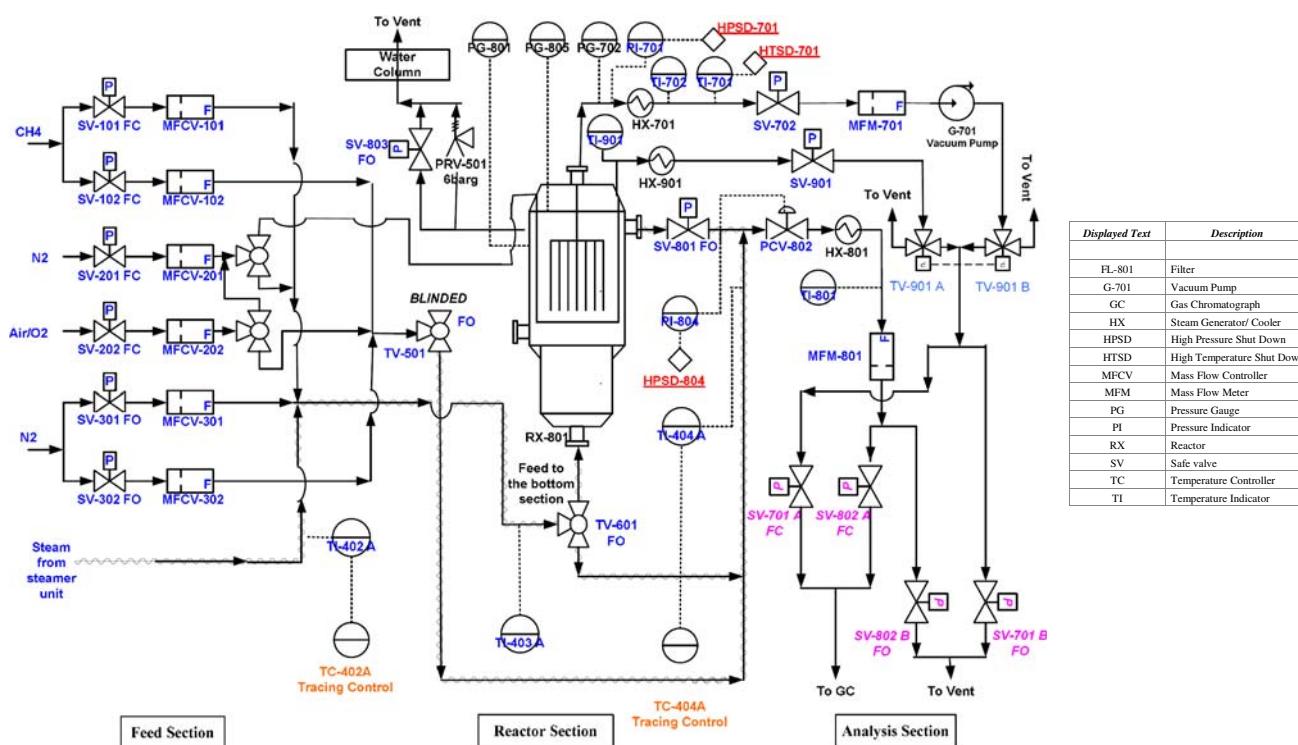 To Vent
Water
Column
PG-801
PG-805
PG-702
PI-701
HPSD-701
HTSD-701
TI-702
TI-701
HX-701
SV-702
MFM-701
G-701
Vacuum Pump
CH4
SV-101 FC
MFCV-101
SV-102 FC
MFCV-102
SV-803
FO
PRV-501
6barg
TI-901
HX-901
SV-901
To Vent
To Vent
N2
SV-201 FC
MFCV-201
SV-801 FO
PCV-802
HX-801
TV-901 A
TV-901 B
Air/O2
SV-202 FC
MFCV-202
BLINDED
FO
TV-501
TI-801
PI-804
HPSD-804
MFM-801
N2
SV-301 FO
MFCV-301
SV-302 FO
MFCV-302
RX-801
Feed to
the bottom
section
TV-601
FO
TI-404 A
SV-701 A
FC
SV-802 A
FC
Steam
from
steamer
unit
TI-402 A
TI-403 A
TC-402A
Tracing Control
TC-404A
Tracing Control
SV-802 B
FO
SV-701 B
FO
To GC
To Vent
Feed Section
Reactor Section
Analysis Section
Displayed Text Description
FL-801 Filter
G-701 Vacuum Pump
GC Gas Chromatograph
HX Steam Generator/ Cooler
HPSD High Pressure Shut Down
HTSD High Temperature Shut Dow
MFCV Mass Flow Controller
MFM Mass Flow Meter
PG Pressure Gauge
PI Pressure Indicator
RX Reactor
SV Safe valve
TC Temperature Controller
TI Temperature Indicator